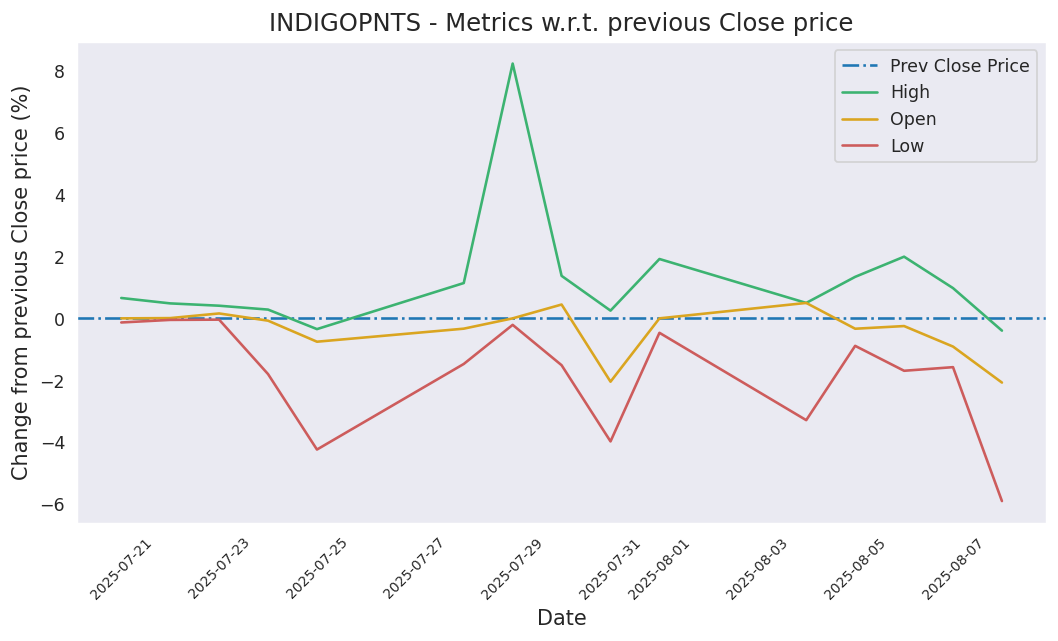 INDIGOPNTS - Metrics w.r.t. previous Close price
Change from previous Close price (%)
8
6
4
2
0
−2
−4
−6
Prev Close Price
High
Open
Low
2025-07-21
2025-07-23
2025-07-25
2025-07-27
2025-07-29
2025-07-31
2025-08-01
2025-08-03
2025-08-05
2025-08-07
Date